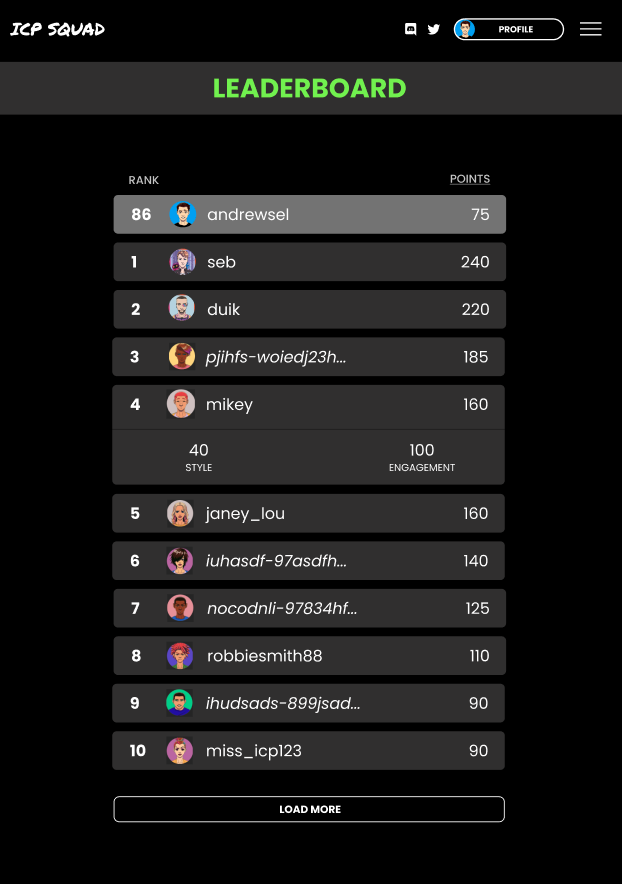 ICP SQUAD
PROFILE
LEADERBOARD
RANK POINTS
86 andrewsel 75
1 seb 240
2 duik 220
3 pjihfs-woiedj23h... 185
4 mikey 160
40 100
STYLE ENGAGEMENT
5 janey_lou 160
6 iuhasdf-97asdfh... 140
7 nocodnli-97834hf... 125
8 robbiesmith88 110
9 ihudsads-899jsad... 90
10 miss_icp123 90
LOAD MORE